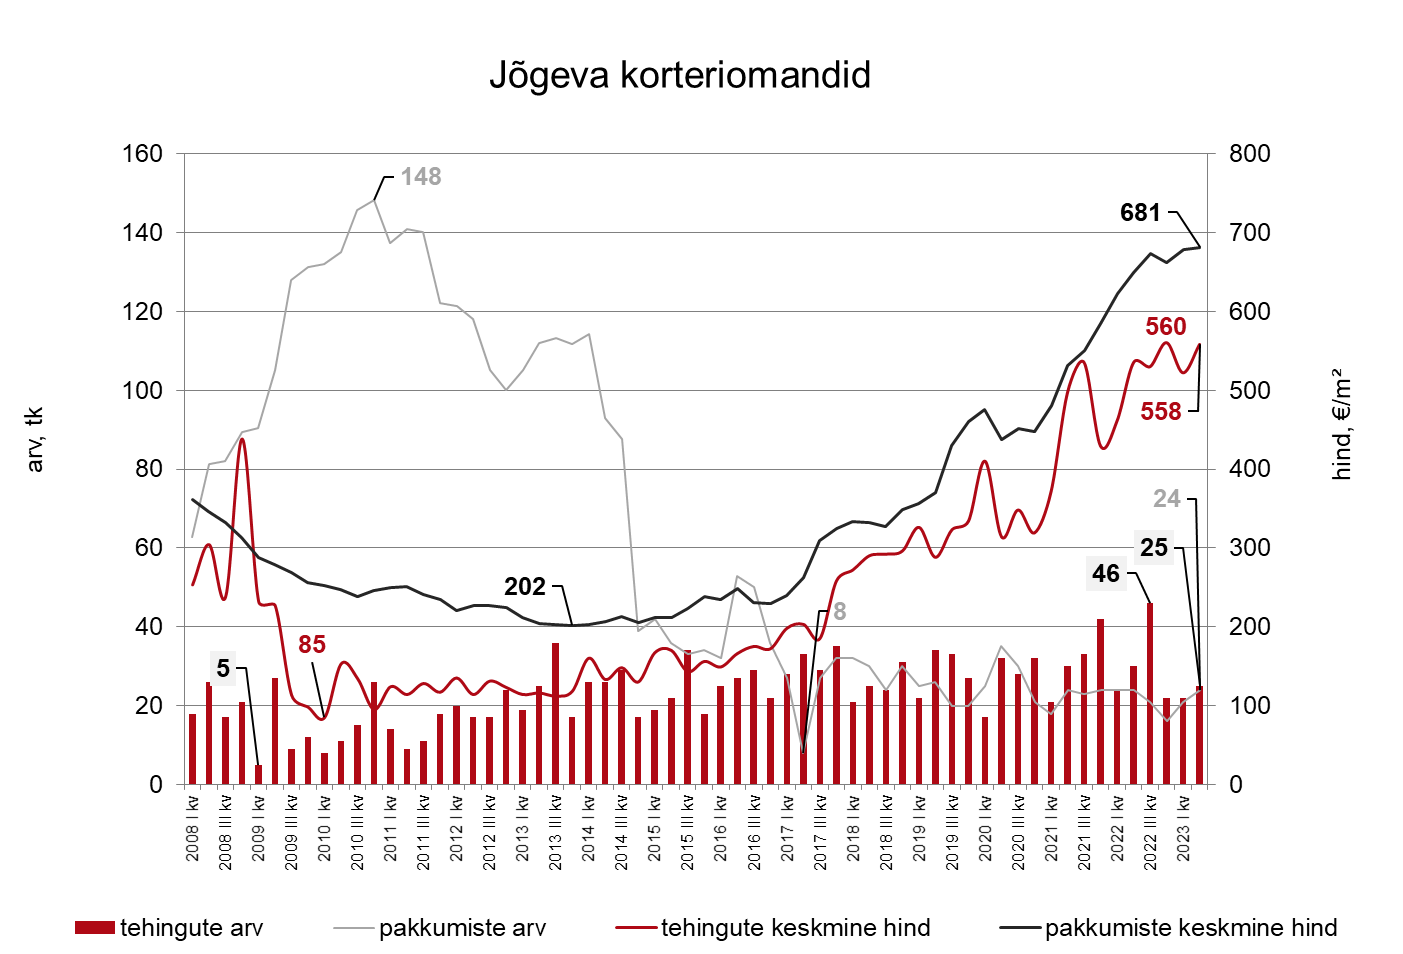 Jõgeva korteriomandid
160
140
120
100
80
60
40
20
0
800
700
600
500
400
300
200
100
0
arv, tk
hind, €/m²
148
681
560
558
24
25
46
202
8
85
5
2008 I kv
2008 III kv
2009 I kv
2009 III kv
2010 I kv
2010 III kv
2011 I kv
2011 III kv
2012 I kv
2012 III kv
2013 I kv
2013 III kv
2014 I kv
2014 III kv
2015 I kv
2015 III kv
2016 I kv
2016 III kv
2017 I kv
2017 III kv
2018 I kv
2018 III kv
2019 I kv
2019 III kv
2020 I kv
2020 III kv
2021 I kv
2021 III kv
2022 I kv
2022 III kv
2023 I kv
tehingute arv
pakkumiste arv
tehingute keskmine hind
pakkumiste keskmine hind